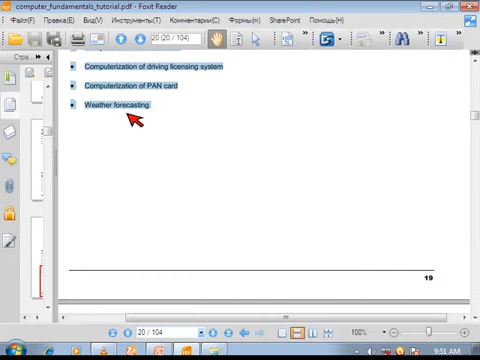 computer_fundamentals_tutorial.pdf - Foxit Reader
Файл(F) Правка(E) Вид(V) Инструменты(T) Комментарии(C) Формы(m) SharePoint Помощь(H)
20 (20 / 104)
Стра...
• Computerization of driving licensing system
• Computerization of PAN card
• Weather forecasting
19
20 / 104
100%
9:51 AM